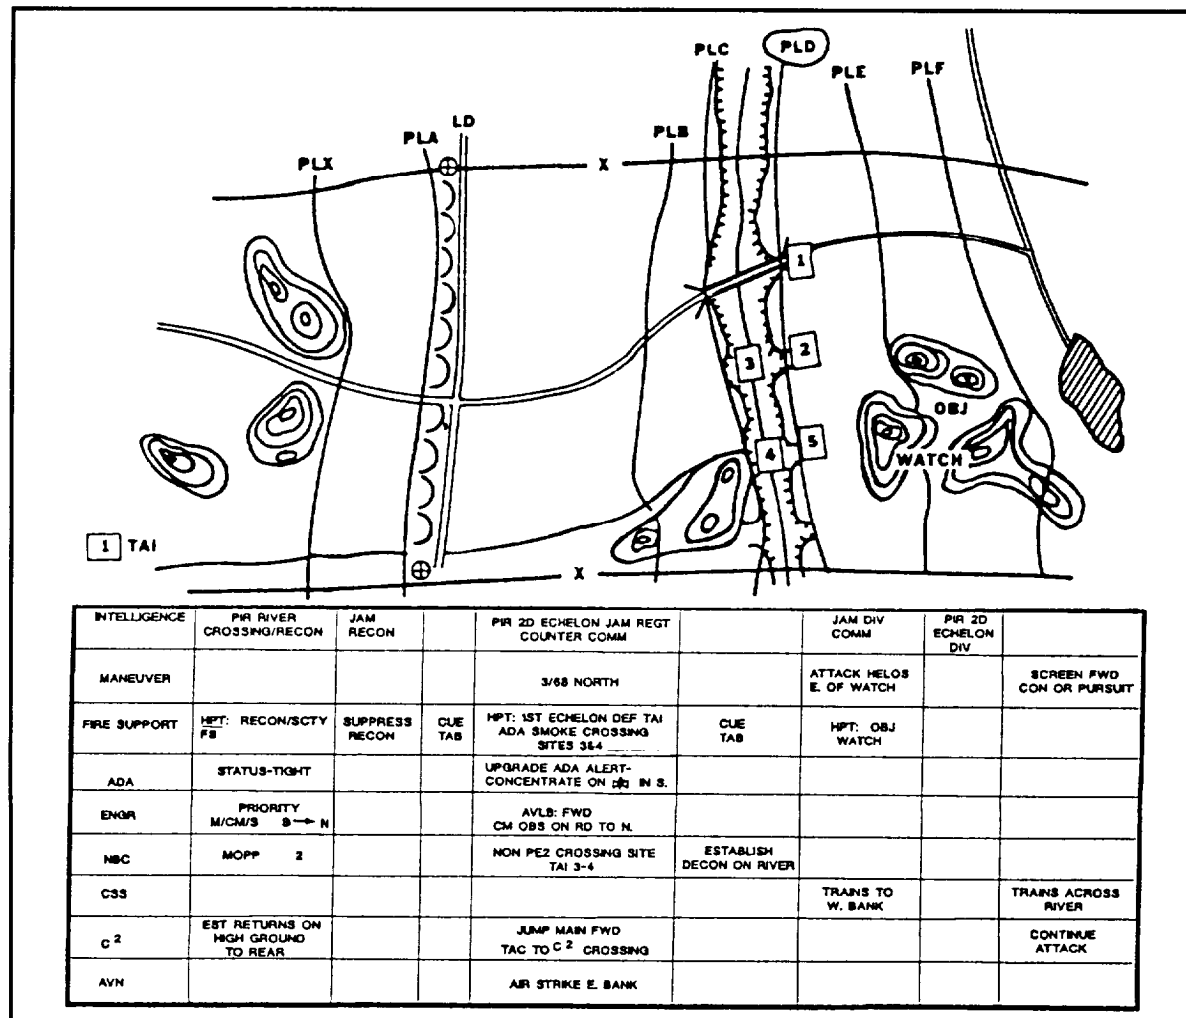 PLC
PLD
PLE
PLF
LD
PLA
PLB
PLX
X
1
2
3
OBJ
5
4
WATCH
1 TAI
X
INTELLIGENCE
PIR RIVER
CROSSING/RECON
JAM
RECON
PIR 2D ECHELON JAM REGT
COUNTER COMM
JAM DIV
COMM
PIR 2D
ECHELON
DIV
MANEUVER
3/68 NORTH
ATTACK HELOS
E. OF WATCH
SCREEN FWD
CON OR PURSUIT
FIRE SUPPORT
HPT: RECON/SCTY
FS
SUPPRESS
RECON
CUE
TAB
HPT: 1ST ECHELON DEF TAI
ADA SMOKE CROSSING
SITES 3&4
CUE
TAB
HPT: OBJ
WATCH
ADA
STATUS-TIGHT
UPGRADE ADA ALERT-
CONCENTRATE ON IN S.
ENGR
PRIORITY
M/CM/S S → N
AVLB: FWD
CM OBS ON RD TO N.
NBC
MOPP 2
NON PE2 CROSSING SITE
TAI 3-4
ESTABLISH
DECON ON RIVER
CSS
TRAINS TO
W. BANK
TRAINS ACROSS
RIVER
C²
EST RETURNS ON
HIGH GROUND
TO REAR
JUMP MAIN FWD
TAC TO C² CROSSING
CONTINUE
ATTACK
AVN
AIR STRIKE E. BANK